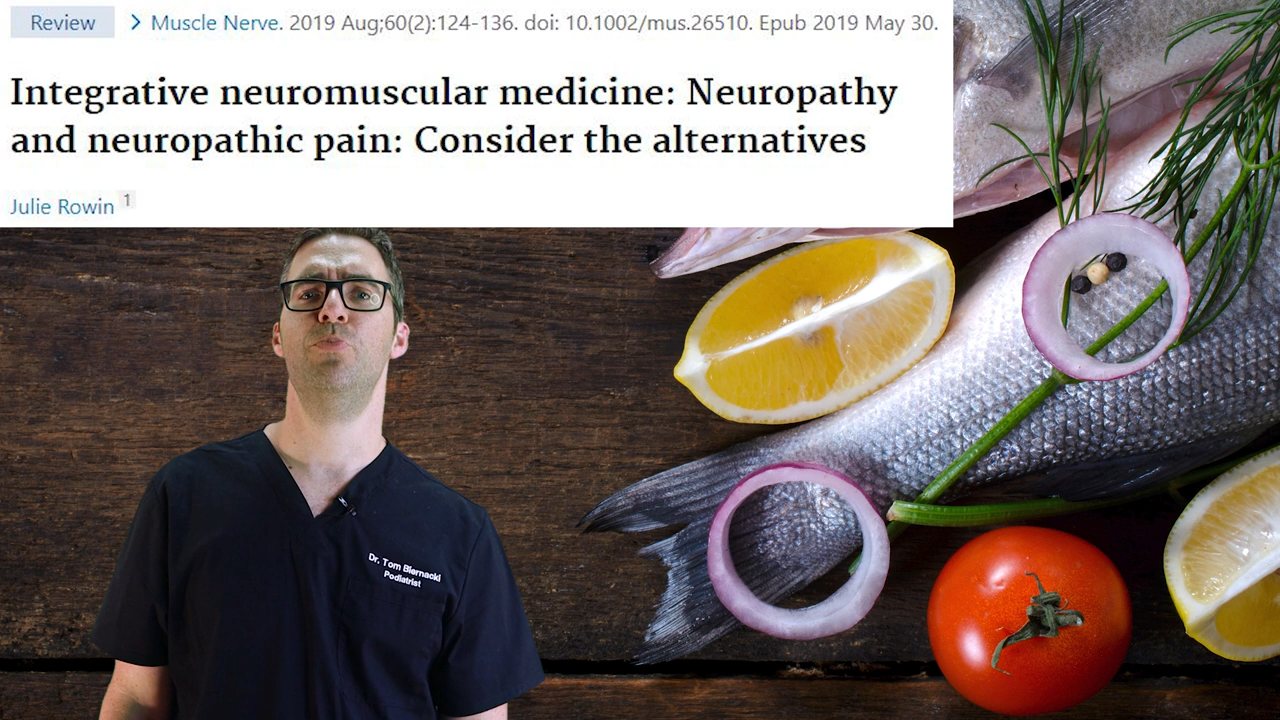 Review > Muscle Nerve. 2019 Aug;60(2):124-136. doi: 10.1002/mus.26510. Epub 2019 May 30.
Integrative neuromuscular medicine: Neuropathy
and neuropathic pain: Consider the alternatives
Julie Rowin 1
Dr. Tom Biernacki
Podiatrist